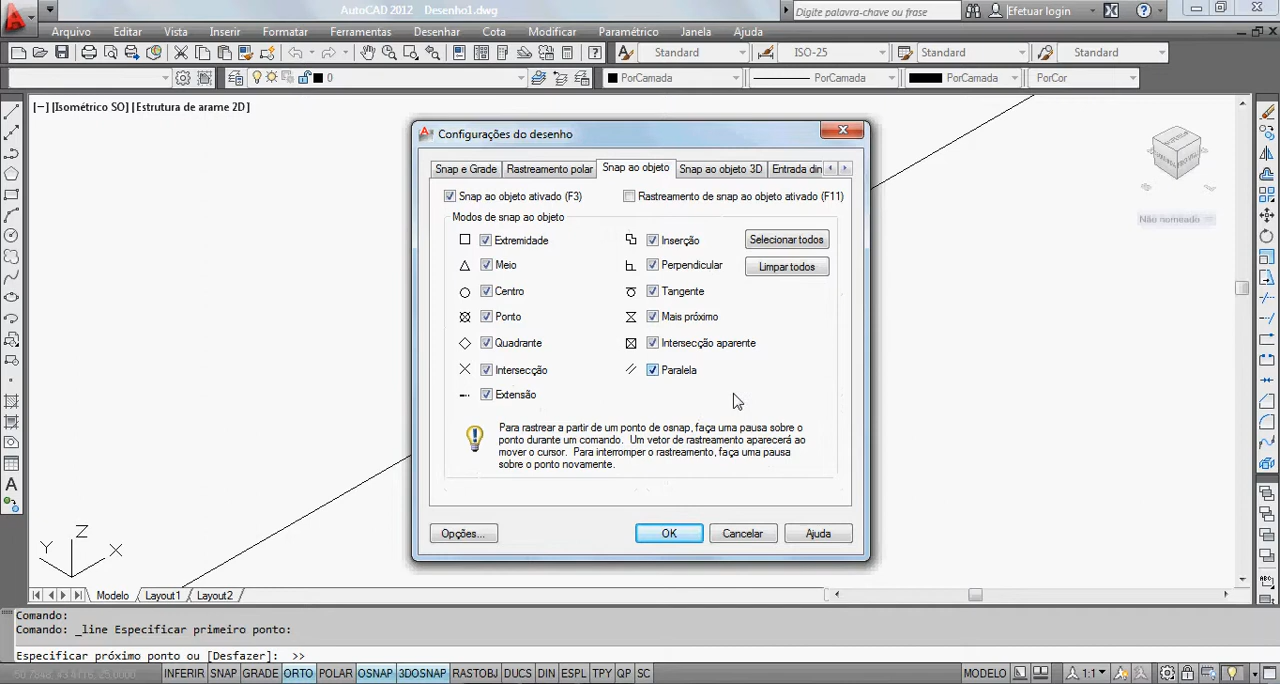 AutoCAD 2012 Desenho1.dwg
Digite palavra-chave ou frase
Efetuar login
Arquivo Editar Vista Inserir Formatar Ferramentas Desenhar Cota Modificar Paramétrico Janela Ajuda
Standard ISO-25 Standard Standard
0 PorCamada PorCamada PorCamada PorCor
[−] [Isométrico SO] [Estrutura de arame 2D]
Configurações do desenho
Snap e Grade Rastreamento polar Snap ao objeto Snap ao objeto 3D Entrada din
Snap ao objeto ativado (F3) Rastreamento de snap ao objeto ativado (F11)
Modos de snap ao objeto
Extremidade Inserção Selecionar todos
Meio Perpendicular Limpar todos
Centro Tangente
Ponto Mais próximo
Quadrante Intersecção aparente
Intersecção Paralela
Extensão
Para rastrear a partir de um ponto de osnap, faça uma pausa sobre o
ponto durante um comando. Um vetor de rastreamento aparecerá ao
mover o cursor. Para interromper o rastreamento, faça uma pausa
sobre o ponto novamente.
Opções... OK Cancelar Ajuda
Não nomeado
Z
Y X
Modelo Layout1 Layout2
Comando:
Comando: _line Especificar primeiro ponto:
Especificar próximo ponto ou [Desfazer]: >>
INFERIR SNAP GRADE ORTO POLAR OSNAP 3DOSNAP RASTOBJ DUCS DIN ESPL TPY QP SC MODELO 1:1